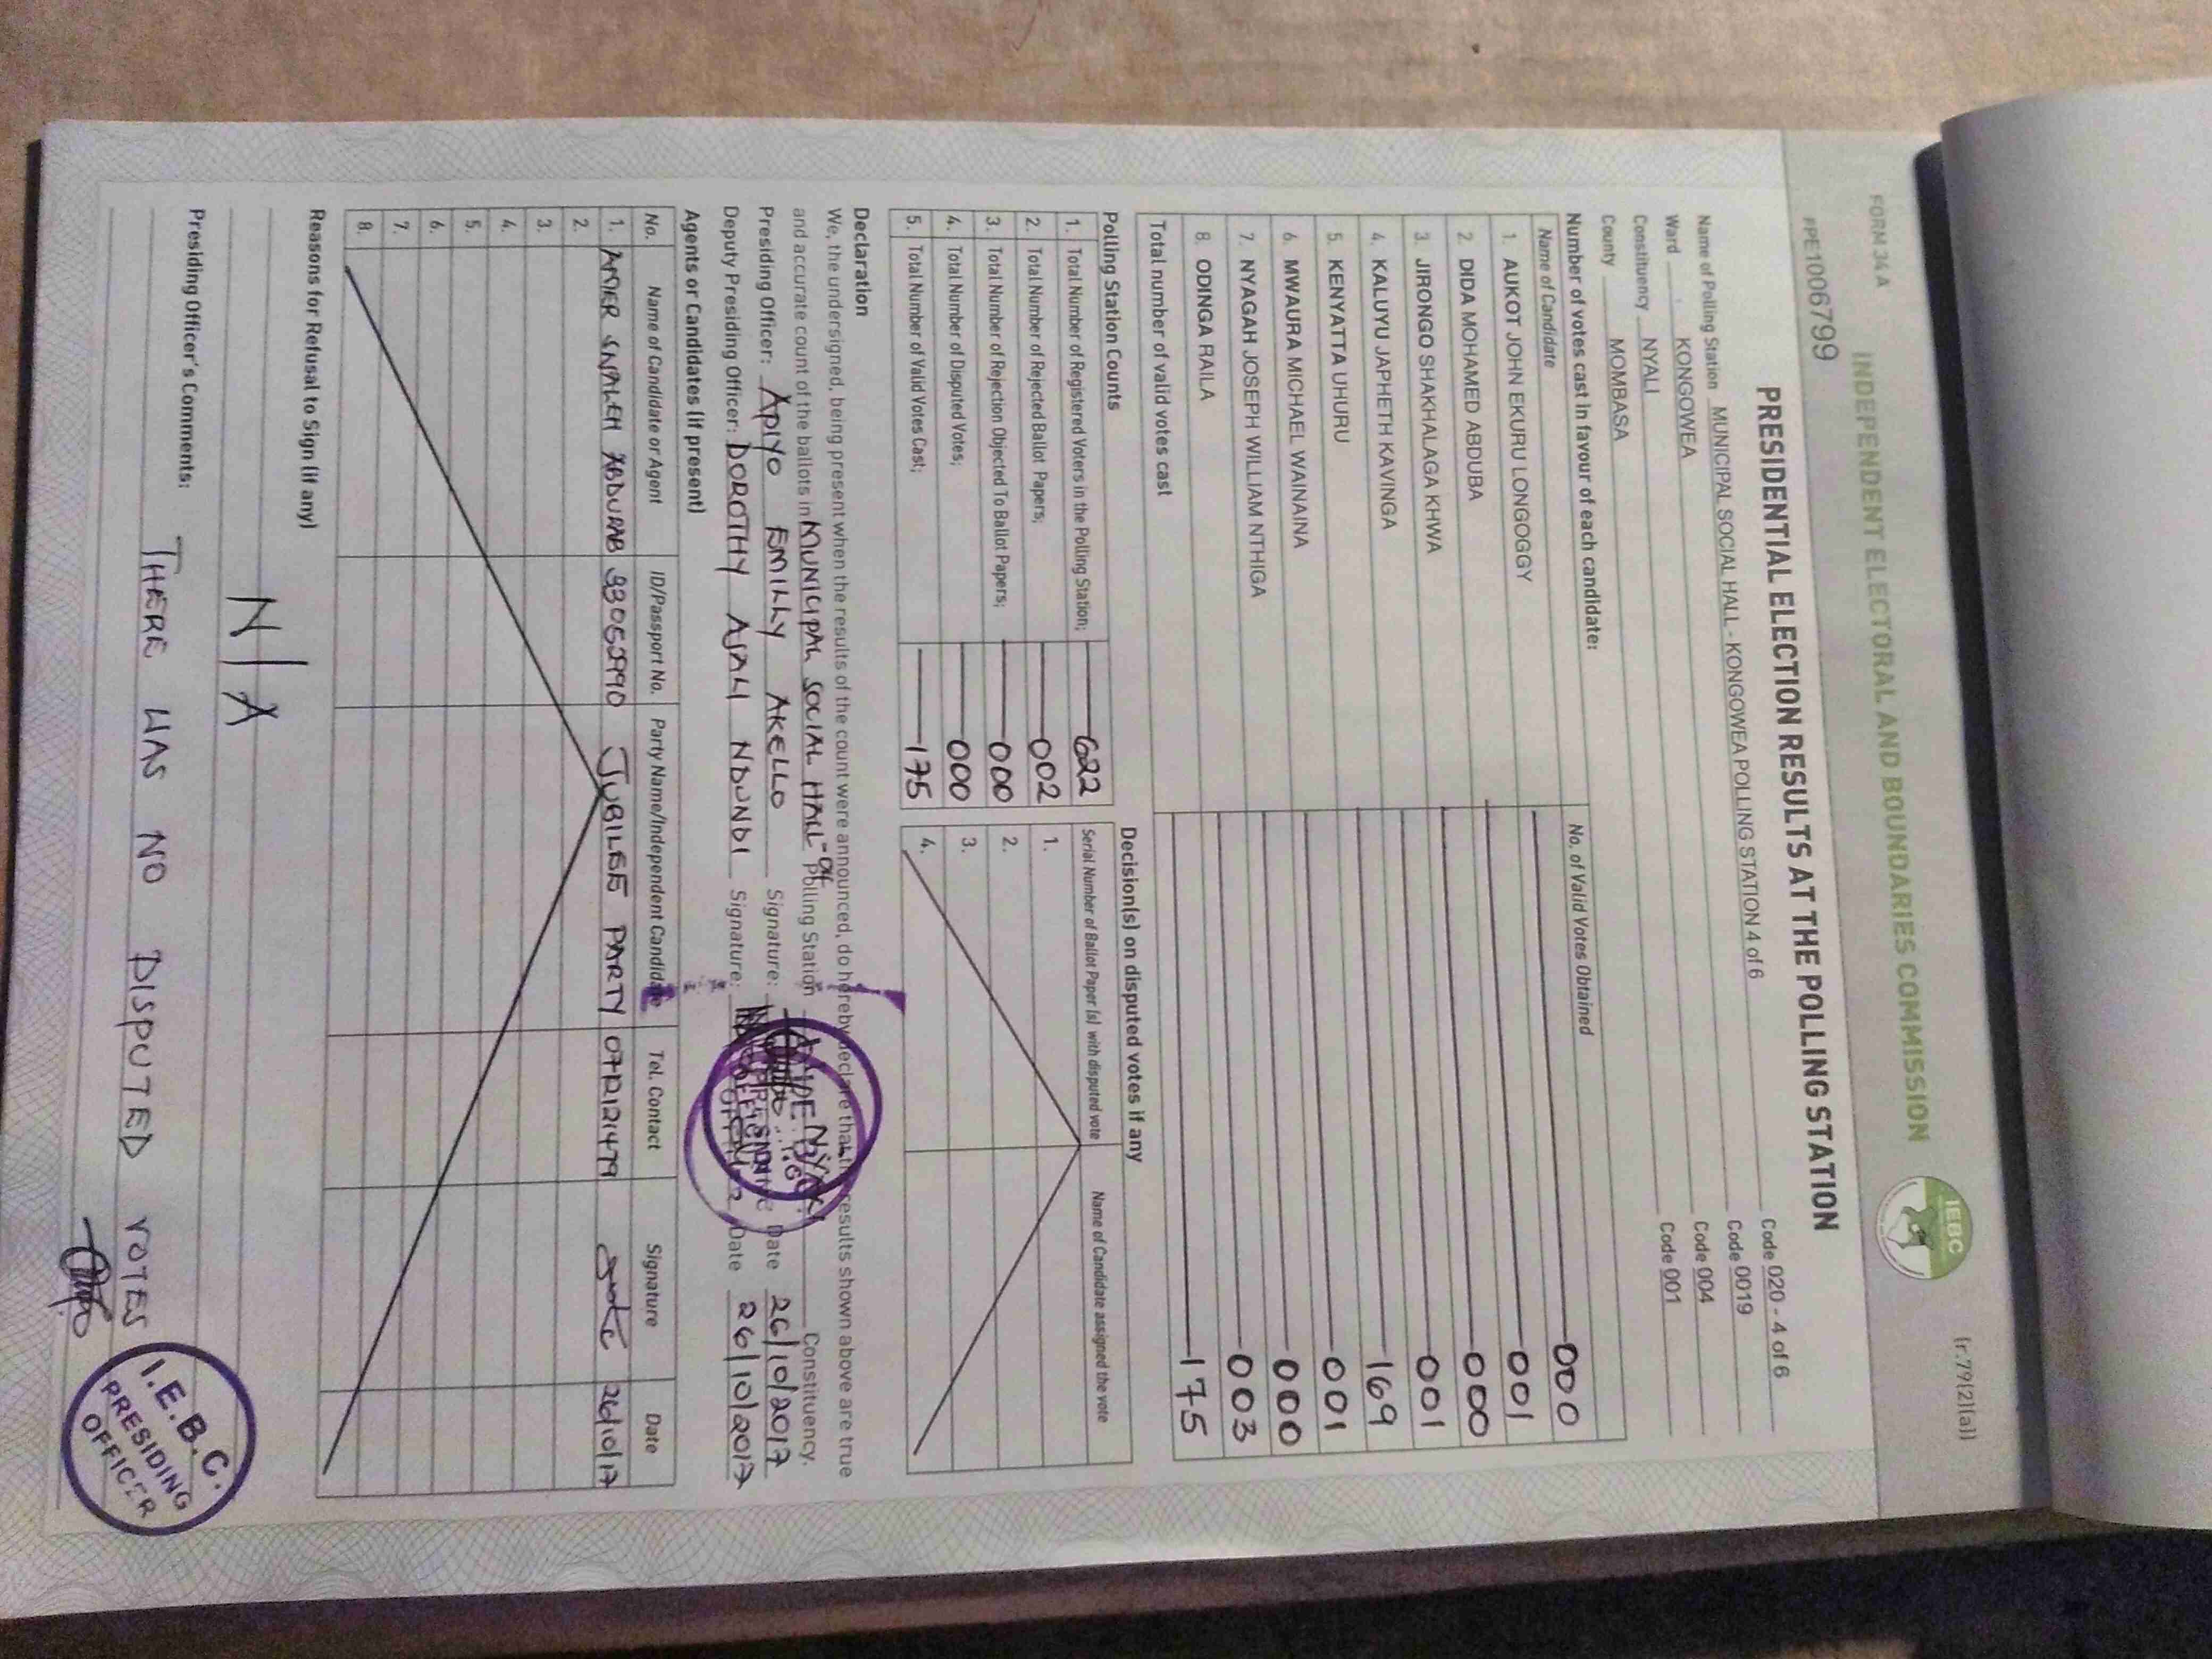 FORM 34A
(r.79(2)(a))
INDEPENDENT ELECTORAL AND BOUNDARIES COMMISSION
IEBC
PPE1006799
PRESIDENTIAL ELECTION RESULTS AT THE POLLING STATION
Name of Polling Station MUNICIPAL SOCIAL HALL - KONGOWEA POLLING STATION 4 of 6 Code 020 - 4 of 6
Ward KONGOWEA Code 0019
Constituency NYALI Code 004
County MOMBASA Code 001
Number of votes cast in favour of each candidate:
Name of Candidate No. of Valid Votes Obtained
1. AUKOT JOHN EKURU LONGOGGY 000
2. DIDA MOHAMED ABDUBA 001
3. JIRONGO SHAKHALAGA KHWA 000
4. KALUYU JAPHETH KAVINGA 001
5. KENYATTA UHURU 169
6. MWAURA MICHAEL WAINAINA 001
7. NYAGAH JOSEPH WILLIAM NTHIGA 000
8. ODINGA RAILA 003
Total number of valid votes cast 175
Polling Station Counts
1. Total Number of Registered Voters in the Polling Station; 622
2. Total Number of Rejected Ballot Papers; 002
3. Total Number of Rejection Objected To Ballot Papers; 000
4. Total Number of Disputed Votes; 000
5. Total Number of Valid Votes Cast; 175
Decision(s) on disputed votes if any
Serial Number of Ballot Paper (s) with disputed vote Name of Candidate assigned the vote
1.
2.
3.
4.
Declaration
We, the undersigned, being present when the results of the count were announced, do hereby declare that the results shown above are true
and accurate count of the ballots in MUNICIPAL SOCIAL HALL - 04 Polling Station NYALI Constituency.
Presiding Officer: APIYO EMILLY AKELLO Signature: Date 26/10/2017
Deputy Presiding Officer: DOROTHY AJALI NDUNDI Signature: Date 26/10/2017
Agents or Candidates (if present)
No. Name of Candidate or Agent ID/Passport No. Party Name/Independent Candidate Tel. Contact Signature Date
1. AMER SWALEH JUBILEE PARTY 0712121479 26/10/17
2.
3.
4.
5.
6.
7.
8.
Reasons for Refusal to Sign (if any)
N/A
Presiding Officer's Comments:
THERE WAS NO DISPUTED VOTES
I.E.B.C.
PRESIDING
OFFICER